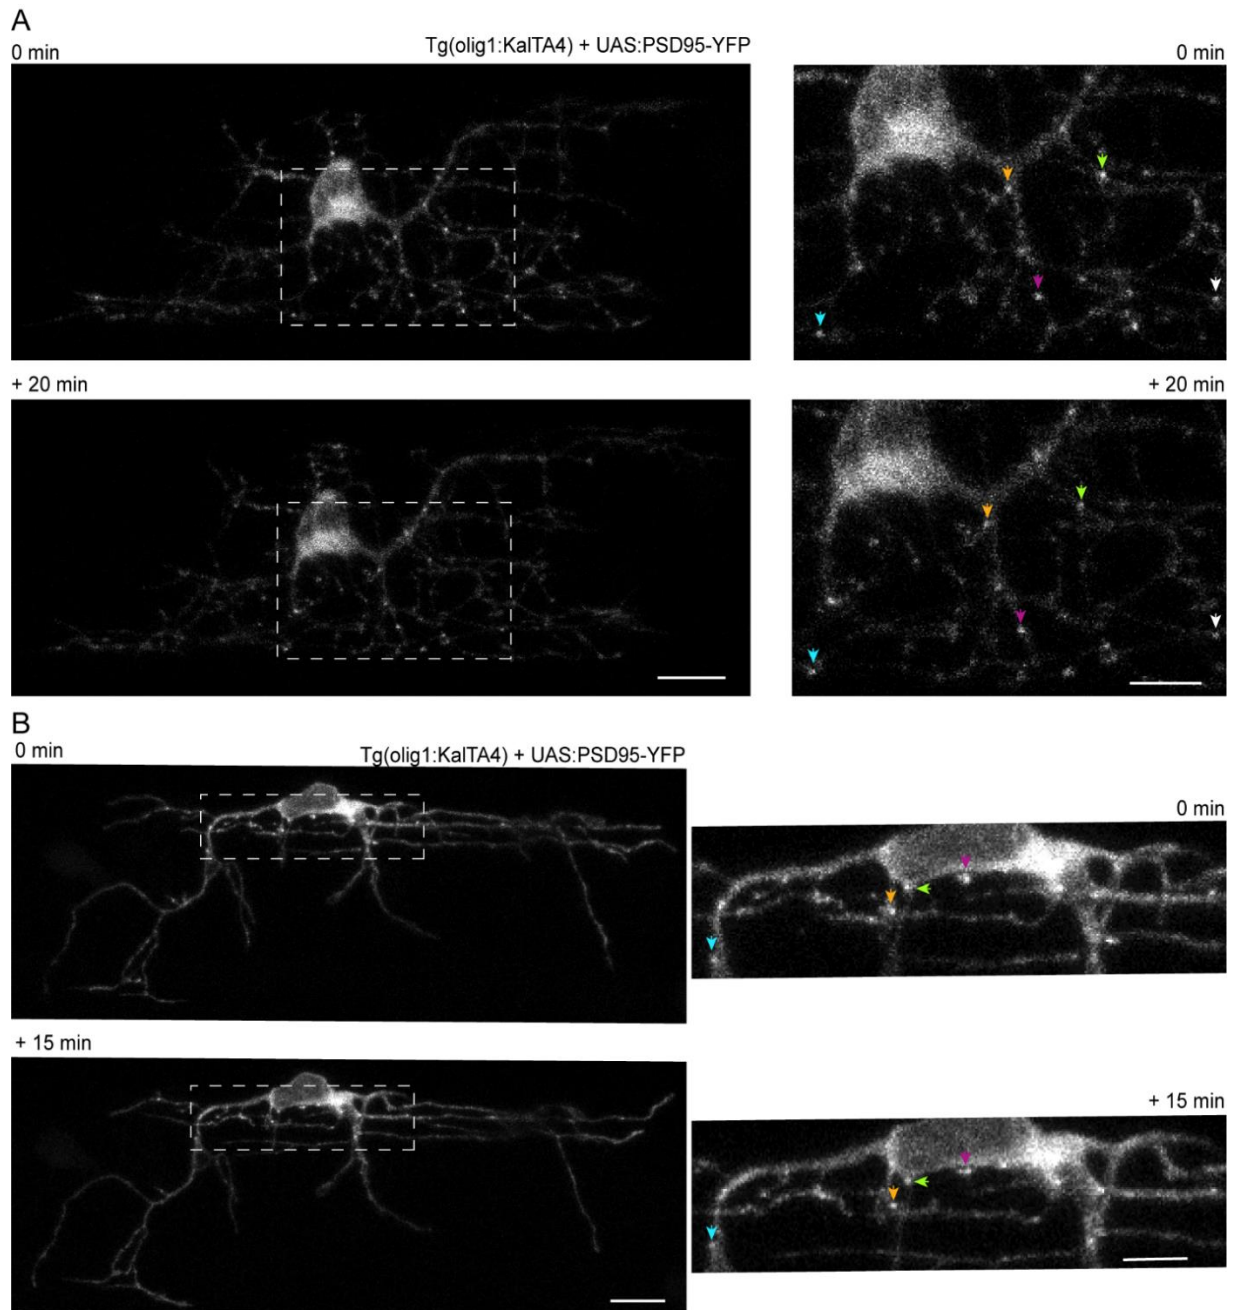 A
0 min
Tg(olig1:KalTA4) + UAS:PSD95-YFP
0 min
+ 20 min
+ 20 min
B
0 min
Tg(olig1:KalTA4) + UAS:PSD95-YFP
0 min
+ 15 min
+ 15 min